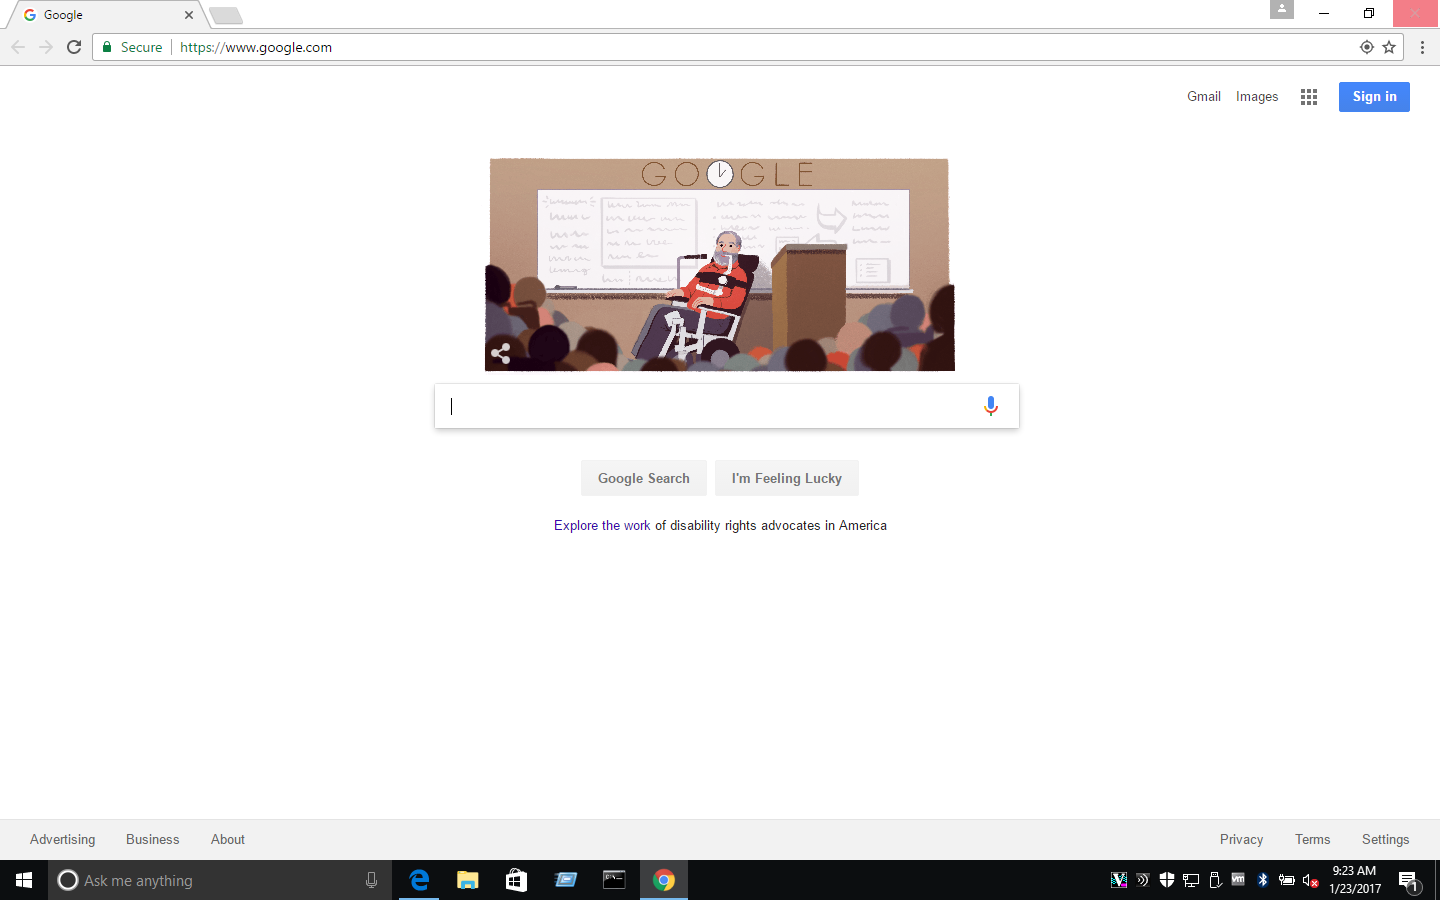 Google
Secure
https://www.google.com
Gmail
Images
Sign in
GOOGLE
Google Search
I'm Feeling Lucky
Explore the work of disability rights advocates in America
Advertising
Business
About
Privacy
Terms
Settings
Ask me anything
9:23 AM
1/23/2017
1